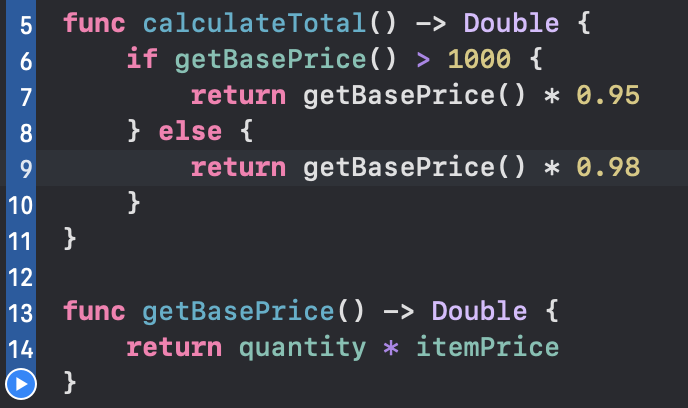 5 func calculateTotal() -> Double {
6     if getBasePrice() > 1000 {
7         return getBasePrice() * 0.95
8     } else {
9         return getBasePrice() * 0.98
10     }
11 }
12
13 func getBasePrice() -> Double {
14     return quantity * itemPrice
}